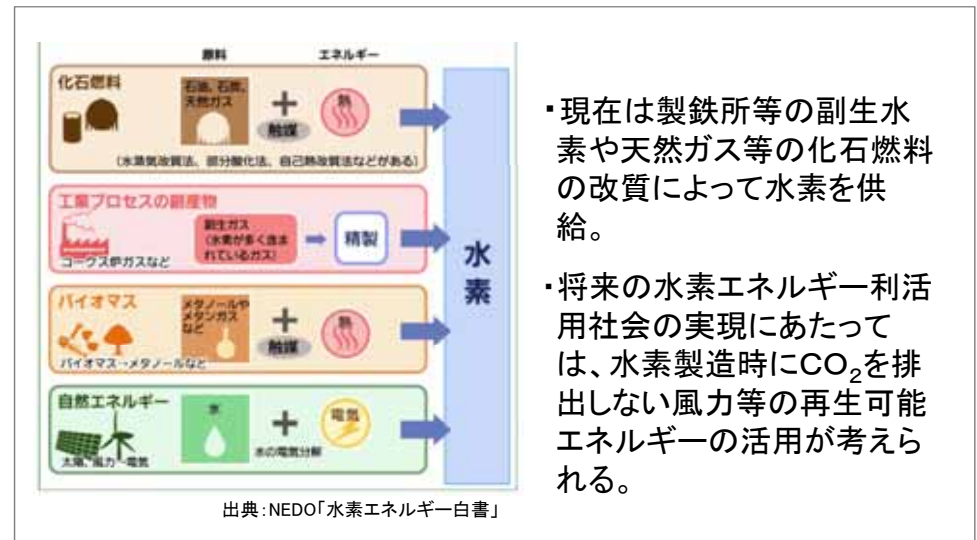 原料 エネルギー
化石燃料
石油、石炭、
天然ガス
+
触媒
熱
(水蒸気改質法、部分酸化法、自己熱改質法などがある)
工業プロセスの副産物
副生ガス
(水素が多く含ま
れているガス)
精製
コークス炉ガスなど
バイオマス
メタノールや
メタンガス
など
+
触媒
熱
バイオマス→メタノールなど
自然エネルギー
水
+
電気
水の電気分解
太陽、風力→電気
水素
出典:NEDO「水素エネルギー白書」
・現在は製鉄所等の副生水
素や天然ガス等の化石燃料
の改質によって水素を供
給。
・将来の水素エネルギー利活
用社会の実現にあたって
は、水素製造時にCO₂を排
出しない風力等の再生可能
エネルギーの活用が考えら
れる。